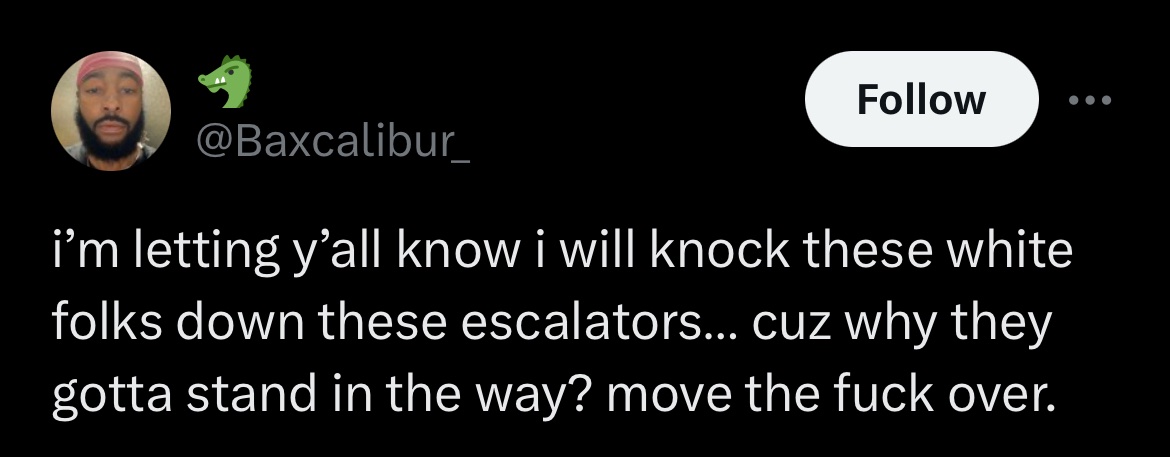 🐲
@Baxcalibur_
Follow
i’m letting y’all know i will knock these white
folks down these escalators... cuz why they
gotta stand in the way? move the fuck over.